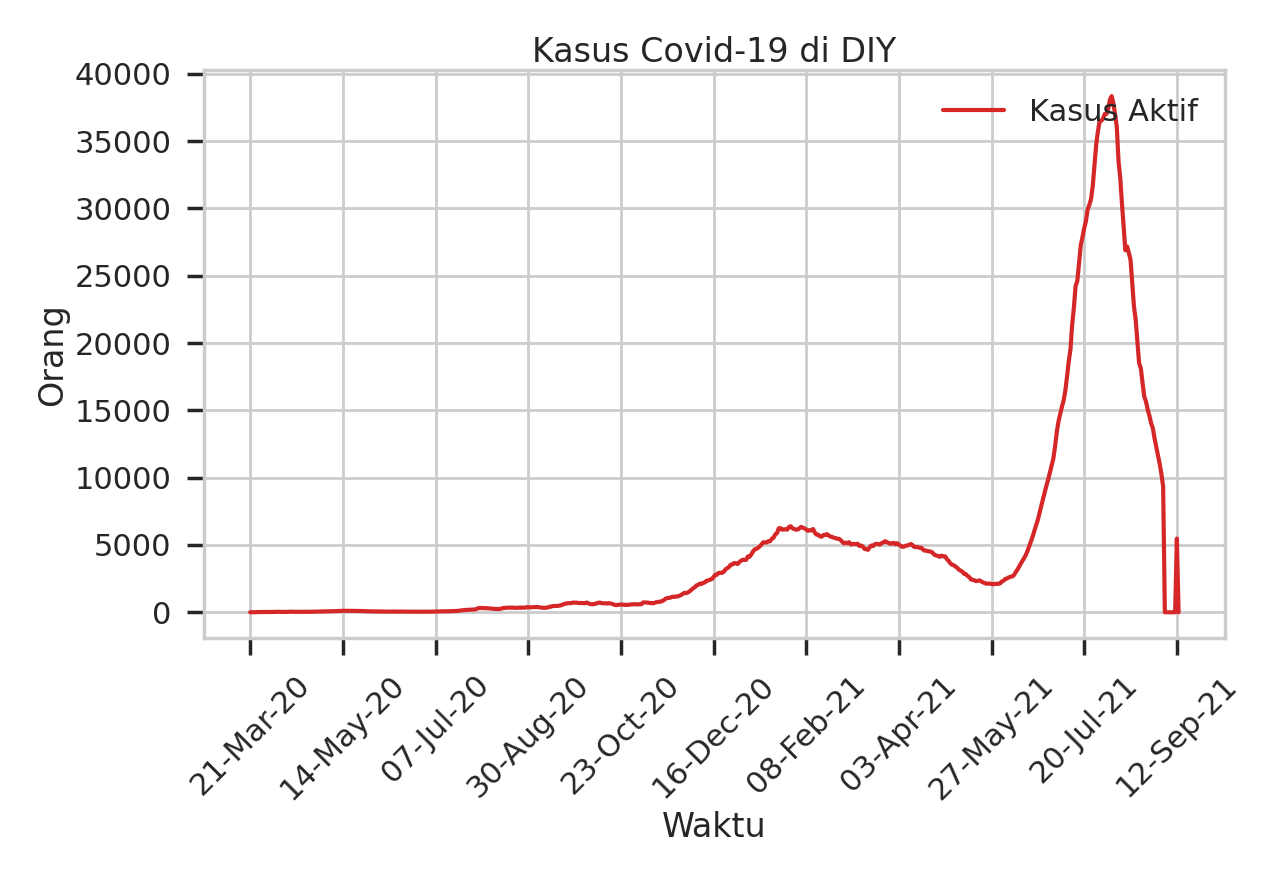 Kasus Covid-19 di DIY
40000
35000
30000
25000
20000
15000
10000
5000
0
Orang
Kasus Aktif
21-Mar-20
14-May-20
07-Jul-20
30-Aug-20
23-Oct-20
16-Dec-20
08-Feb-21
03-Apr-21
27-May-21
20-Jul-21
12-Sep-21
Waktu